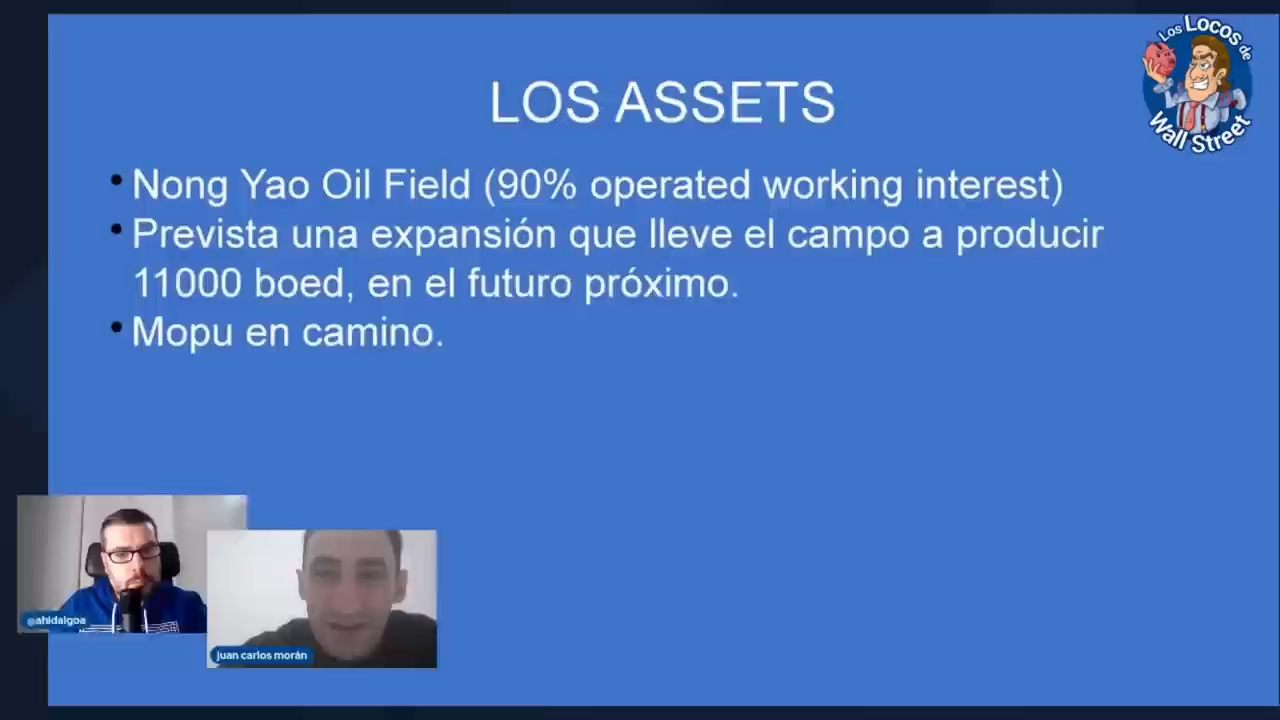 Los Locos de
Wall Street
LOS ASSETS
• Nong Yao Oil Field (90% operated working interest)
• Prevista una expansión que lleve el campo a producir
11000 boed, en el futuro próximo.
• Mopu en camino.
@ahidalgoa
juan carlos morán